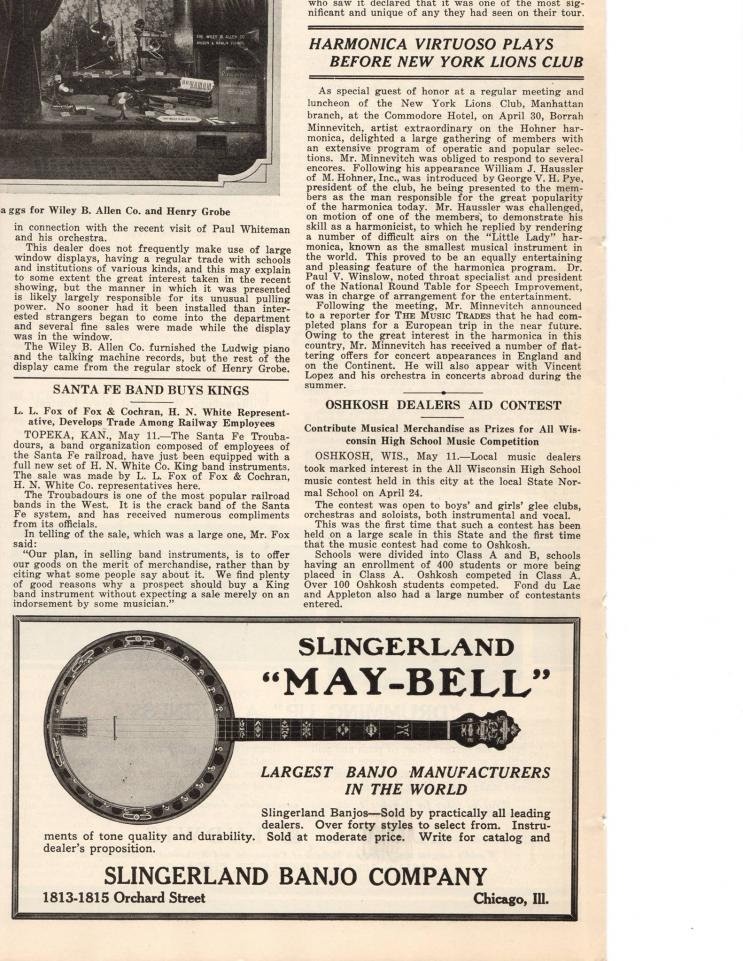 THE WILEY B. ALLEN CO.
MASON & HAMLIN PIANOS
ggs for Wiley B. Allen Co. and Henry Grobe
in connection with the recent visit of Paul Whiteman
and his orchestra.
This dealer does not frequently make use of large
window displays, having a regular trade with schools
and institutions of various kinds, and this may explain
to some extent the great interest taken in the recent
showing, but the manner in which it was presented
is likely largely responsible for its unusual pulling
power. No sooner had it been installed than inter-
ested strangers began to come into the department
and several fine sales were made while the display
was in the window.
The Wiley B. Allen Co. furnished the Ludwig piano
and the talking machine records, but the rest of the
display came from the regular stock of Henry Grobe.
SANTA FE BAND BUYS KINGS
L. L. Fox of Fox & Cochran, H. N. White Represent-
ative, Develops Trade Among Railway Employees
TOPEKA, KAN., May 11.—The Santa Fe Trouba-
dours, a band organization composed of employees of
the Santa Fe railroad, have just been equipped with a
full new set of H. N. White Co. King band instruments.
The sale was made by L. L. Fox of Fox & Cochran,
H. N. White Co. representatives here.
The Troubadours is one of the most popular railroad
bands in the West. It is the crack band of the Santa
Fe system, and has received numerous compliments
from its officials.
In telling of the sale, which was a large one, Mr. Fox
said:
“Our plan, in selling band instruments, is to offer
our goods on the merit of merchandise, rather than by
citing what some people say about it. We find plenty
of good reasons why a prospect should buy a King
band instrument without expecting a sale merely on an
indorsement by some musician.”
who saw it declared that it was one of the most sig-
nificant and unique of any they had seen on their tour.
HARMONICA VIRTUOSO PLAYS
BEFORE NEW YORK LIONS CLUB
As special guest of honor at a regular meeting and
luncheon of the New York Lions Club, Manhattan
branch, at the Commodore Hotel, on April 30, Borrah
Minnevitch, artist extraordinary on the Hohner har-
monica, delighted a large gathering of members with
an extensive program of operatic and popular selec-
tions. Mr. Minnevitch was obliged to respond to several
encores. Following his appearance William J. Haussler
of M. Hohner, Inc., was introduced by George V. H. Pye,
president of the club, he being presented to the mem-
bers as the man responsible for the great popularity
of the harmonica today. Mr. Haussler was challenged,
on motion of one of the members, to demonstrate his
skill as a harmonicist, to which he replied by rendering
a number of difficult airs on the “Little Lady” har-
monica, known as the smallest musical instrument in
the world. This proved to be an equally entertaining
and pleasing feature of the harmonica program. Dr.
Paul V. Winslow, noted throat specialist and president
of the National Round Table for Speech Improvement,
was in charge of arrangement for the entertainment.
Following the meeting, Mr. Minnevitch announced
to a reporter for THE MUSIC TRADES that he had com-
pleted plans for a European trip in the near future.
Owing to the great interest in the harmonica in this
country, Mr. Minnevitch has received a number of flat-
tering offers for concert appearances in England and
on the Continent. He will also appear with Vincent
Lopez and his orchestra in concerts abroad during the
summer.
OSHKOSH DEALERS AID CONTEST
Contribute Musical Merchandise as Prizes for All Wis-
consin High School Music Competition
OSHKOSH, WIS., May 11.—Local music dealers
took marked interest in the All Wisconsin High School
music contest held in this city at the local State Nor-
mal School on April 24.
The contest was open to boys’ and girls’ glee clubs,
orchestras and soloists, both instrumental and vocal.
This was the first time that such a contest has been
held on a large scale in this State and the first time
that the music contest had come to Oshkosh.
Schools were divided into Class A and B, schools
having an enrollment of 400 students or more being
placed in Class A. Oshkosh competed in Class A.
Over 100 Oshkosh students competed. Fond du Lac
and Appleton also had a large number of contestants
entered.
SLINGERLAND
“MAY-BELL”
LARGEST BANJO MANUFACTURERS
IN THE WORLD
Slingerland Banjos—Sold by practically all leading
dealers. Over forty styles to select from. Instru-
ments of tone quality and durability. Sold at moderate price. Write for catalog and
dealer’s proposition.
SLINGERLAND BANJO COMPANY
1813-1815 Orchard Street Chicago, Ill.